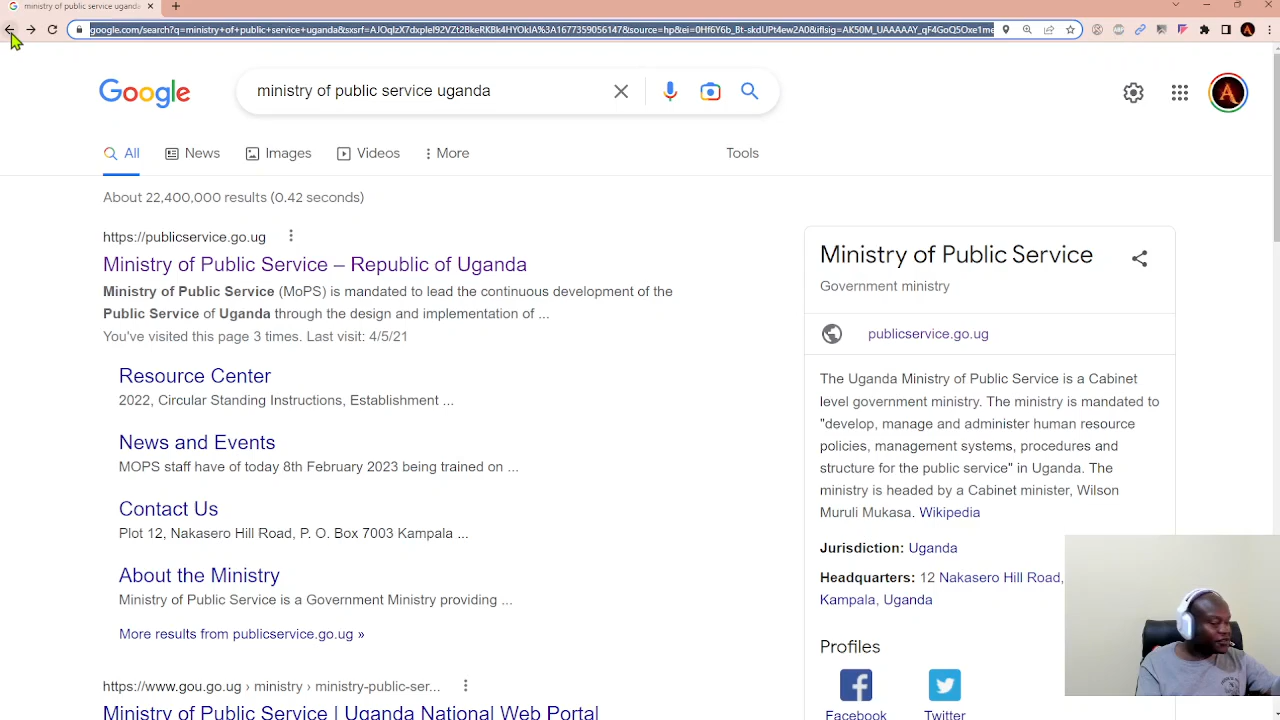 ministry of public service uganda
google.com/search?q=ministry+of+public+service+uganda&sxsrf=AJOqlzX7dxpIel92VZt2BkeRKBk4HYOkIA%3A1677359056147&source=hp&ei=0Hf6Y6b_Bt-skdUPt4ew2A0&iflsig=AK50M_UAAAAAY_qF4GoQ5Oxe1me
Google
ministry of public service uganda
A
All
News
Images
Videos
More
Tools
About 22,400,000 results (0.42 seconds)
https://publicservice.go.ug
Ministry of Public Service – Republic of Uganda
Ministry of Public Service (MoPS) is mandated to lead the continuous development of the
Public Service of Uganda through the design and implementation of ...
You've visited this page 3 times. Last visit: 4/5/21
Resource Center
2022, Circular Standing Instructions, Establishment ...
News and Events
MOPS staff have of today 8th February 2023 being trained on ...
Contact Us
Plot 12, Nakasero Hill Road, P. O. Box 7003 Kampala ...
About the Ministry
Ministry of Public Service is a Government Ministry providing ...
More results from publicservice.go.ug »
https://www.gou.go.ug › ministry › ministry-public-ser...
Ministry of Public Service | Uganda National Web Portal
Ministry of Public Service
Government ministry
publicservice.go.ug
The Uganda Ministry of Public Service is a Cabinet
level government ministry. The ministry is mandated to
"develop, manage and administer human resource
policies, management systems, procedures and
structure for the public service" in Uganda. The
ministry is headed by a Cabinet minister, Wilson
Muruli Mukasa. Wikipedia
Jurisdiction: Uganda
Headquarters: 12 Nakasero Hill Road,
Kampala, Uganda
Profiles
Facebook
Twitter